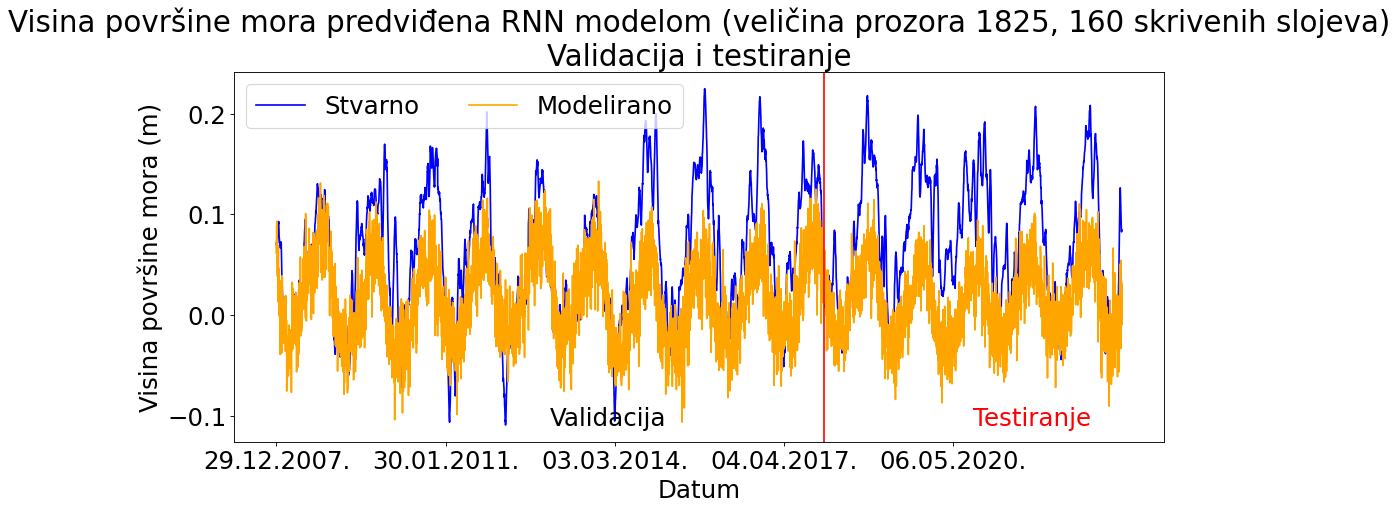 Visina površine mora predviđena RNN modelom (veličina prozora 1825, 160 skrivenih slojeva)
Validacija i testiranje
Stvarno
Modelirano
Visina površine mora (m)
0.2
0.1
0.0
−0.1
Validacija
Testiranje
29.12.2007.
30.01.2011.
03.03.2014.
04.04.2017.
06.05.2020.
Datum